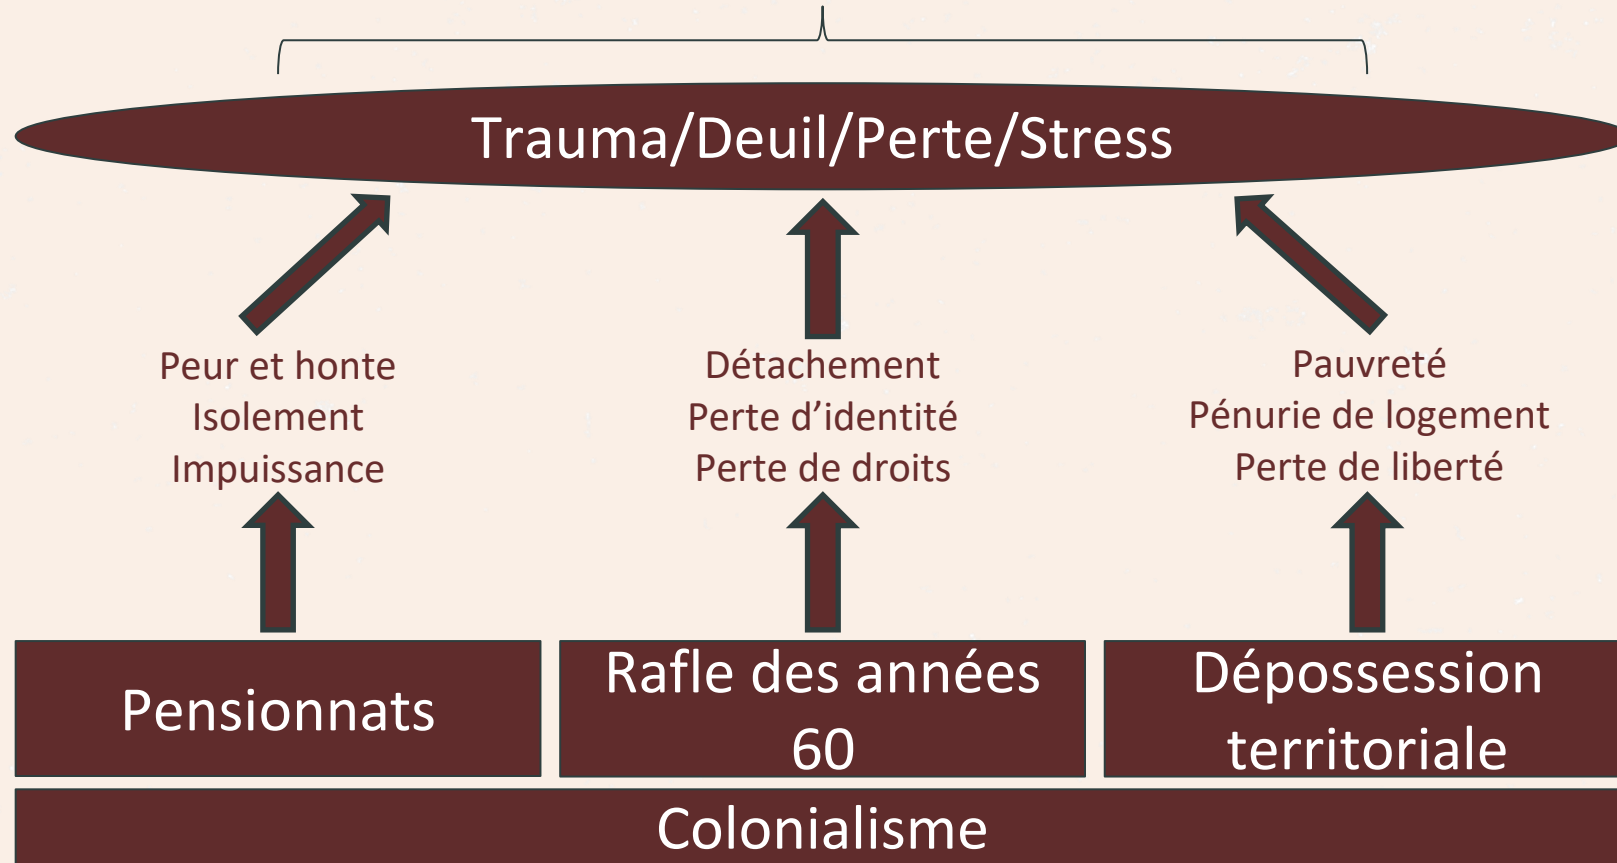 Trauma/Deuil/Perte/Stress
Peur et honte
Isolement
Impuissance
Détachement
Perte d’identité
Perte de droits
Pauvreté
Pénurie de logement
Perte de liberté
Pensionnats
Rafle des années
60
Dépossession
territoriale
Colonialisme